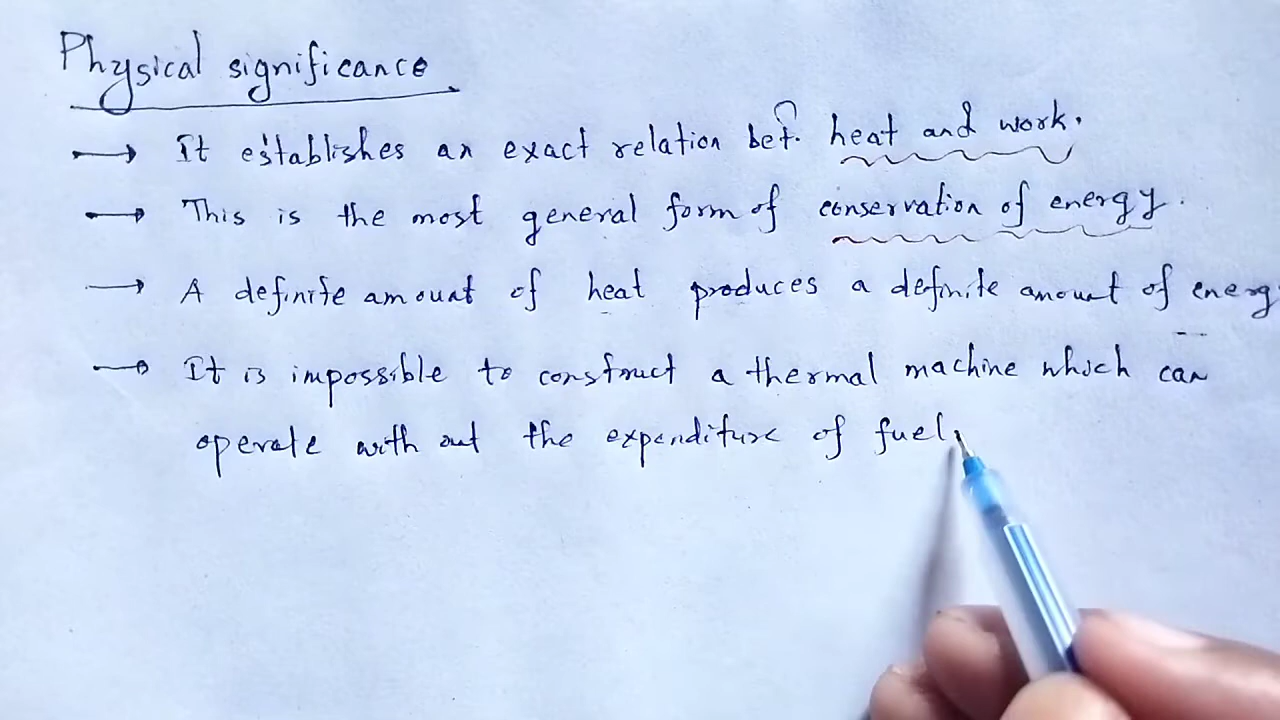 Physical significance
→ It establishes an exact relation bet. heat and work.
→ This is the most general form of conservation of energy.
→ A definite amount of heat produces a definite amount of energ
→ It is impossible to construct a thermal machine which can
operate with out the expenditure of fuel.